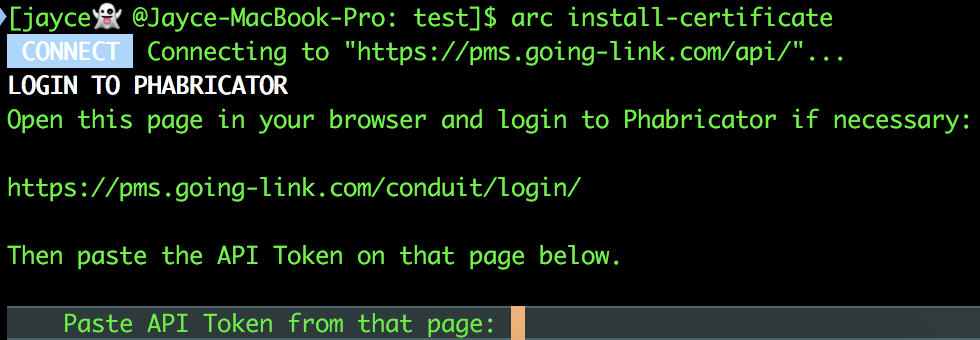 [jayce👻 @Jayce-MacBook-Pro: test]$ arc install-certificate
CONNECT Connecting to "https://pms.going-link.com/api/"...
LOGIN TO PHABRICATOR
Open this page in your browser and login to Phabricator if necessary:
https://pms.going-link.com/conduit/login/
Then paste the API Token on that page below.
Paste API Token from that page: